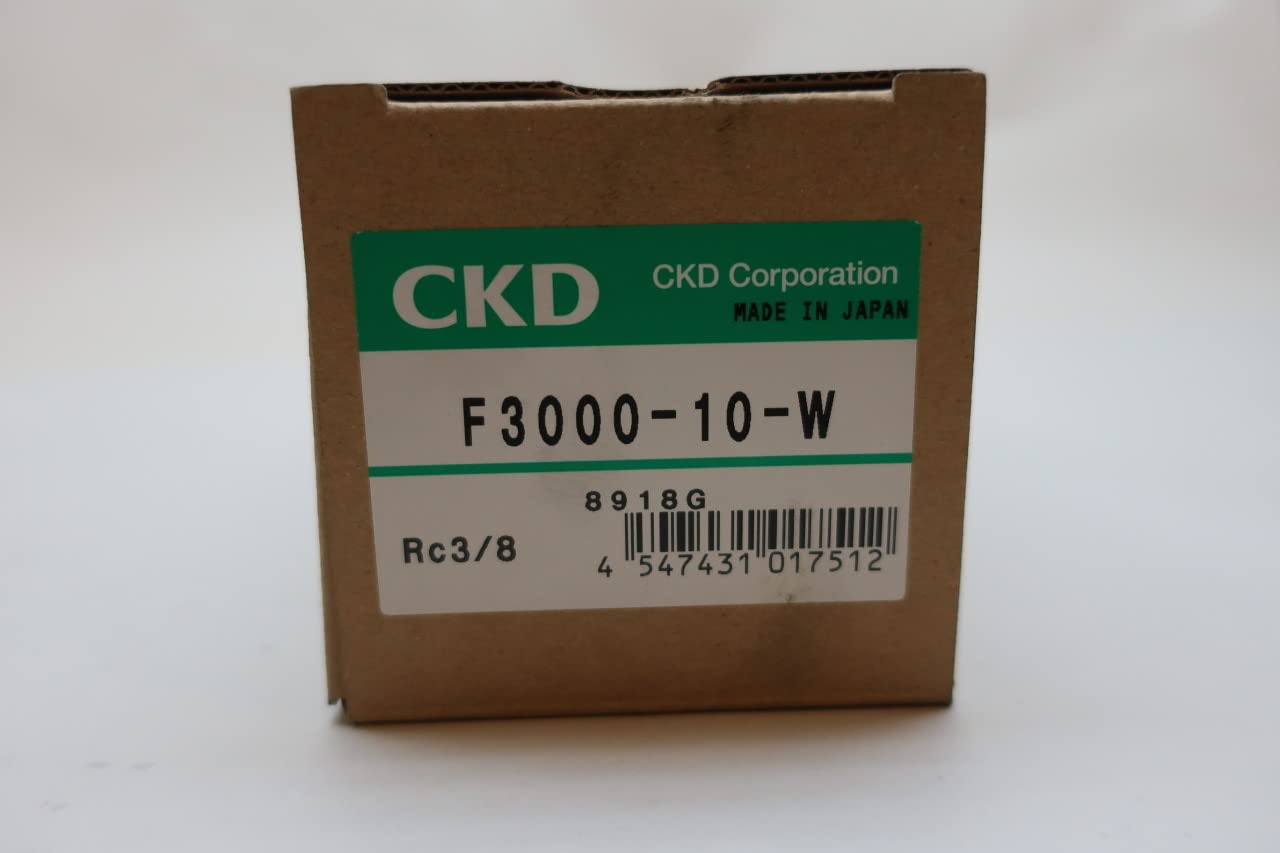 CKD
CKD Corporation
MADE IN JAPAN
F3000-10-W
8918G
Rc3/8
4 547431 017512